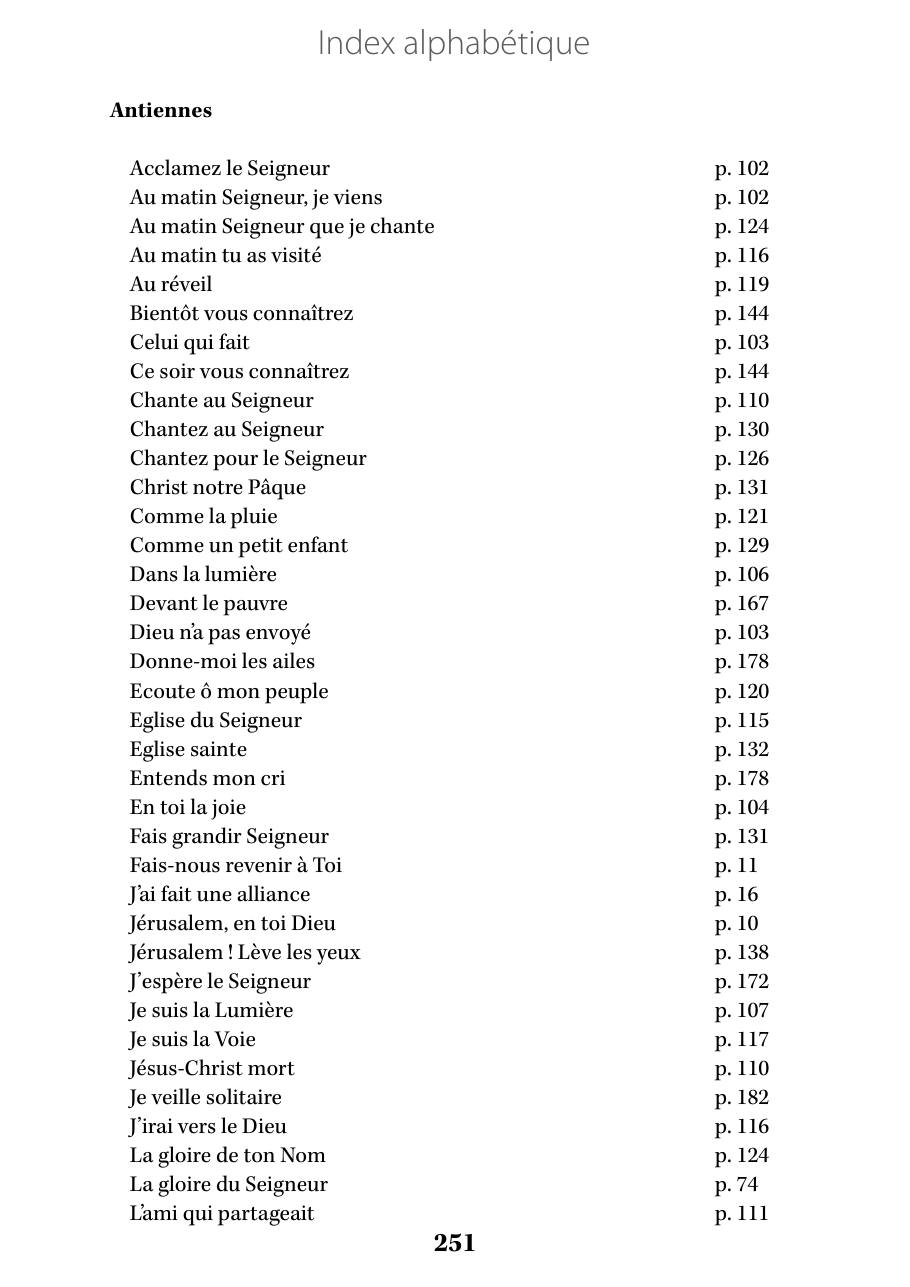 Index alphabétique
Antiennes
Acclamez le Seigneur p. 102
Au matin Seigneur, je viens p. 102
Au matin Seigneur que je chante p. 124
Au matin tu as visité p. 116
Au réveil p. 119
Bientôt vous connaîtrez p. 144
Celui qui fait p. 103
Ce soir vous connaîtrez p. 144
Chante au Seigneur p. 110
Chantez au Seigneur p. 130
Chantez pour le Seigneur p. 126
Christ notre Pâque p. 131
Comme la pluie p. 121
Comme un petit enfant p. 129
Dans la lumière p. 106
Devant le pauvre p. 167
Dieu n’a pas envoyé p. 103
Donne-moi les ailes p. 178
Ecoute ô mon peuple p. 120
Eglise du Seigneur p. 115
Eglise sainte p. 132
Entends mon cri p. 178
En toi la joie p. 104
Fais grandir Seigneur p. 131
Fais-nous revenir à Toi p. 11
J’ai fait une alliance p. 16
Jérusalem, en toi Dieu p. 10
Jérusalem ! Lève les yeux p. 138
J’espère le Seigneur p. 172
Je suis la Lumière p. 107
Je suis la Voie p. 117
Jésus-Christ mort p. 110
Je veille solitaire p. 182
J’irai vers le Dieu p. 116
La gloire de ton Nom p. 124
La gloire du Seigneur p. 74
L’ami qui partageait p. 111
251